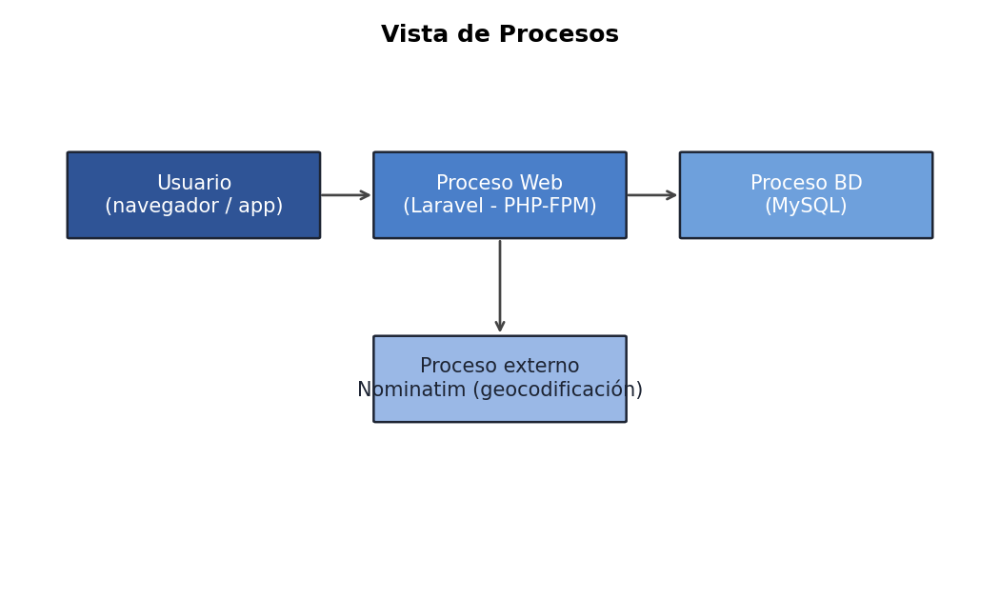 Vista de Procesos
Usuario
(navegador / app)
Proceso Web
(Laravel - PHP-FPM)
Proceso BD
(MySQL)
Proceso externo
Nominatim (geocodificación)